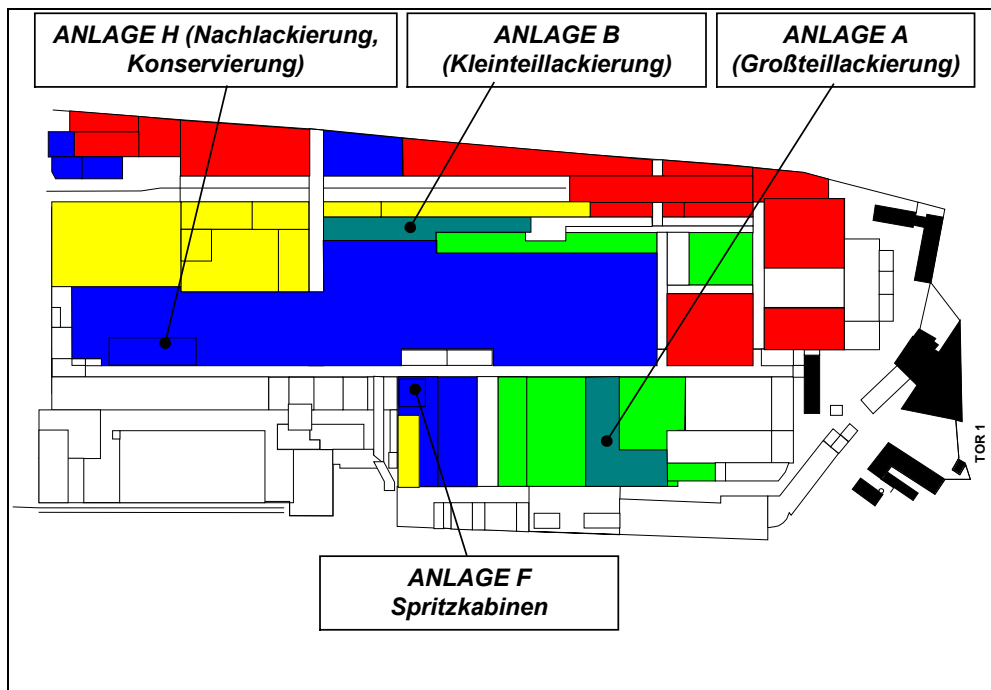 ANLAGE H (Nachlackierung,
Konservierung)
ANLAGE B
(Kleinteillackierung)
ANLAGE A
(Großteillackierung)
TOR 1
ANLAGE F
Spritzkabinen